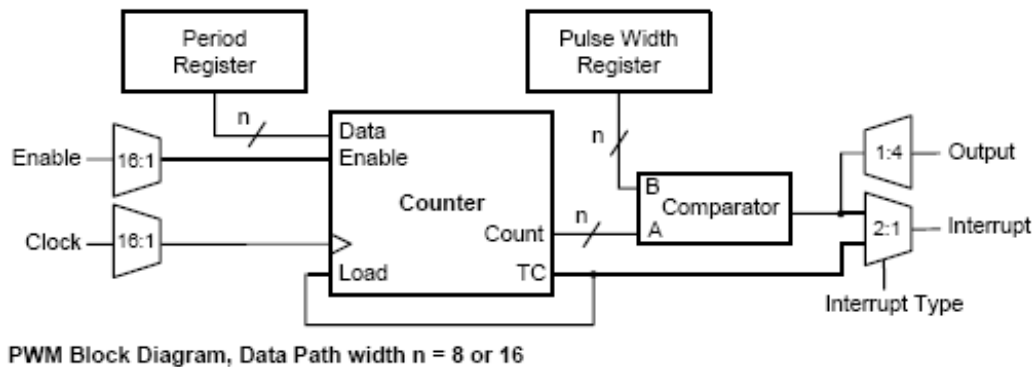 Period
Register
Pulse Width
Register
n
Data
n
Enable
16:1
Enable
1:4
Output
B
Counter
n
Comparator
A
Clock
16:1
Count
2:1
Interrupt
Load
TC
Interrupt Type
PWM Block Diagram, Data Path width n = 8 or 16